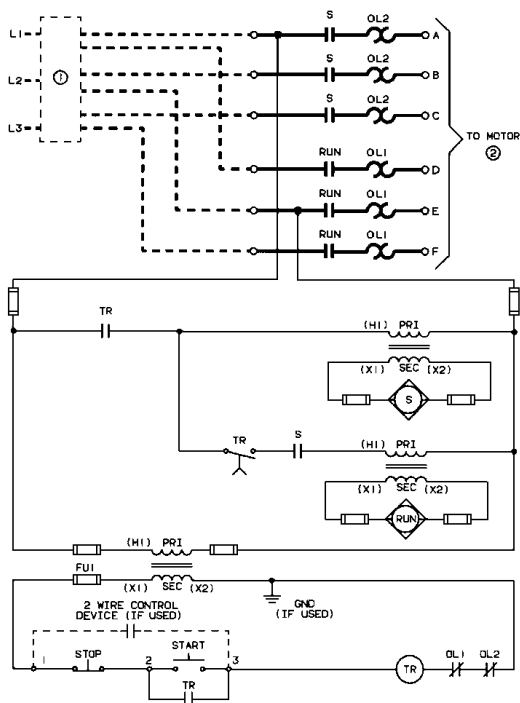 S OL2
L1 A
①
S OL2
L2 B
S OL2
C
L3
TO MOTOR
②
RUN OL1
D
RUN OL1
E
RUN OL1
F
TR
(H1) PRI
(X1) SEC (X2)
S
TR S
(H1) PRI
(X1) SEC (X2)
RUN
(H1) PRI
FU1
(X1) SEC (X2)
GND
(IF USED)
2 WIRE CONTROL
DEVICE (IF USED)
1 STOP 2 START 3
TR
TR OL1 OL2